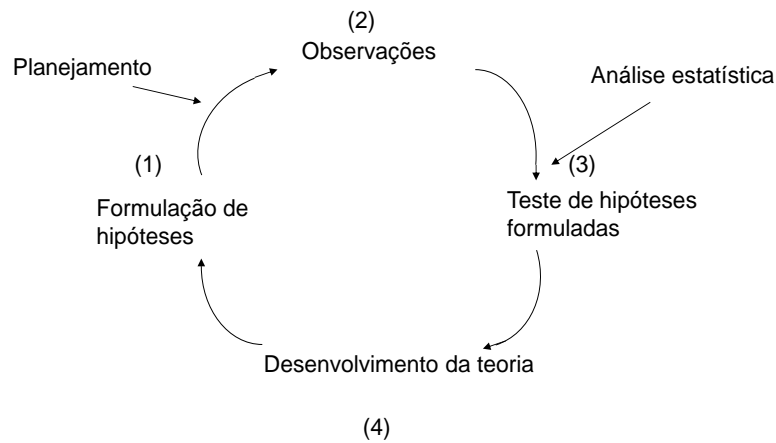 (2)
Observações
Planejamento
Análise estatística
(1)
(3)
Formulação de
hipóteses
Teste de hipóteses
formuladas
Desenvolvimento da teoria
(4)